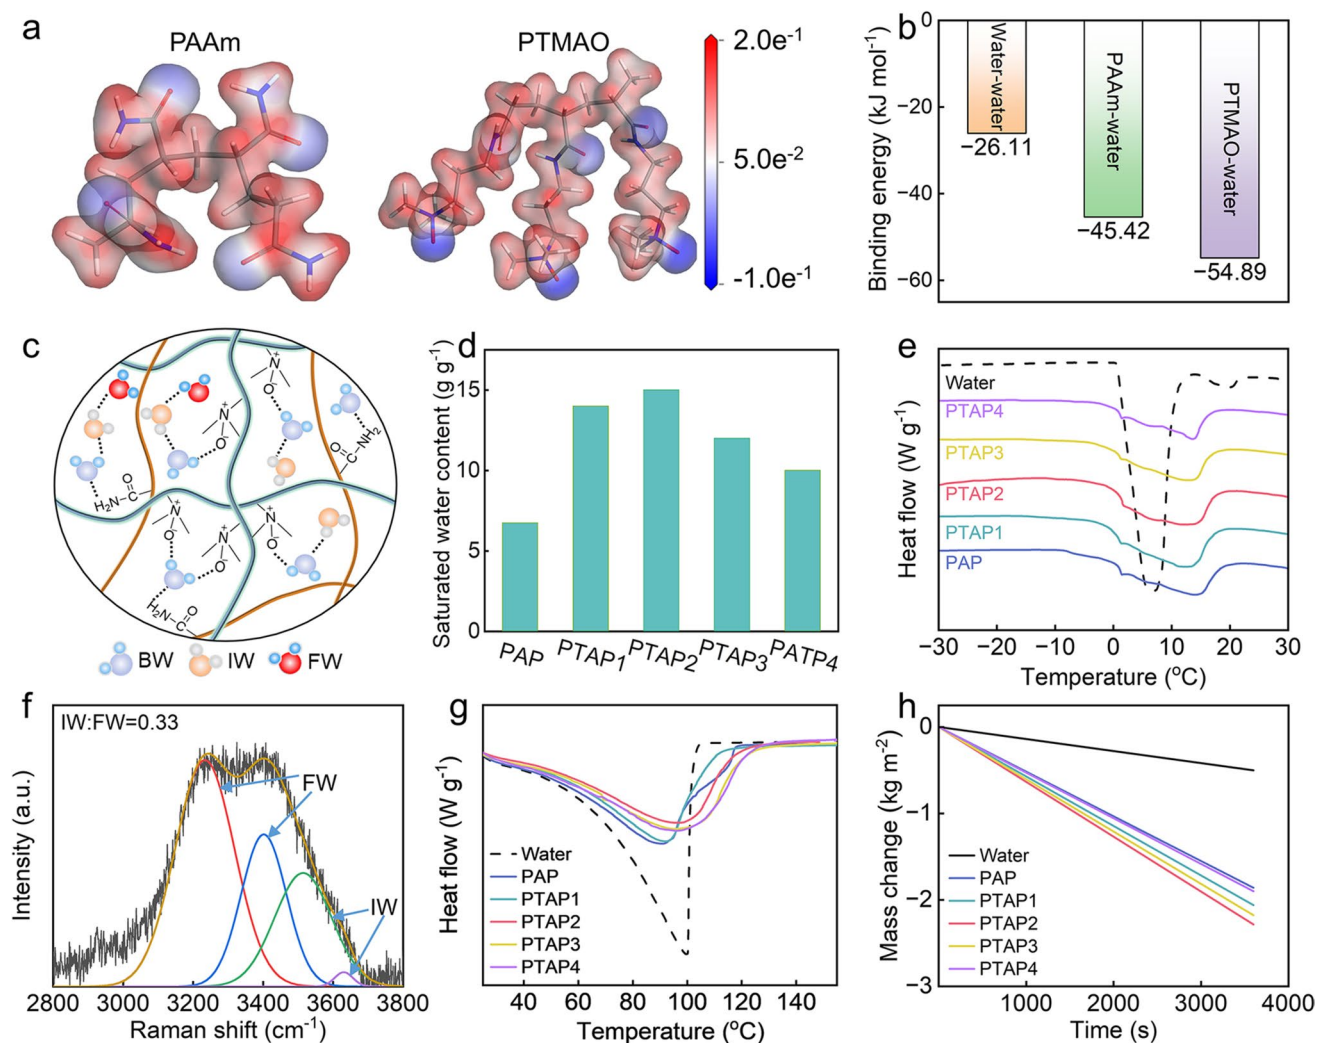 a
PAAm
PTMAO
2.0e⁻¹
5.0e⁻²
-1.0e⁻¹
b
Binding energy (kJ mol⁻¹)
0
−20
−40
−60
Water-water
−26.11
PAAm-water
−45.42
PTMAO-water
−54.89
c
N⁺
O⁻
N⁺
O⁻
NH₂
C
O
H₂N
C
O
N⁺
O⁻
N⁺
O⁻
N⁺
O⁻
H₂N
C
O
BW
IW
FW
d
Saturated water content (g g⁻¹)
15
10
5
0
PAP
PTAP1
PTAP2
PTAP3
PATP4
e
Heat flow (W g⁻¹)
Water
PTAP4
PTAP3
PTAP2
PTAP1
PAP
−30
−20
−10
0
10
20
30
Temperature (ºC)
f
IW:FW=0.33
Intensity (a.u.)
FW
IW
2800
3000
3200
3400
3600
3800
Raman shift (cm⁻¹)
g
Heat flow (W g⁻¹)
Water
PAP
PTAP1
PTAP2
PTAP3
PTAP4
40
60
80
100
120
140
Temperature (ºC)
h
Mass change (kg m⁻²)
0
−1
−2
−3
Water
PAP
PTAP1
PTAP2
PTAP3
PTAP4
1000
2000
3000
4000
Time (s)